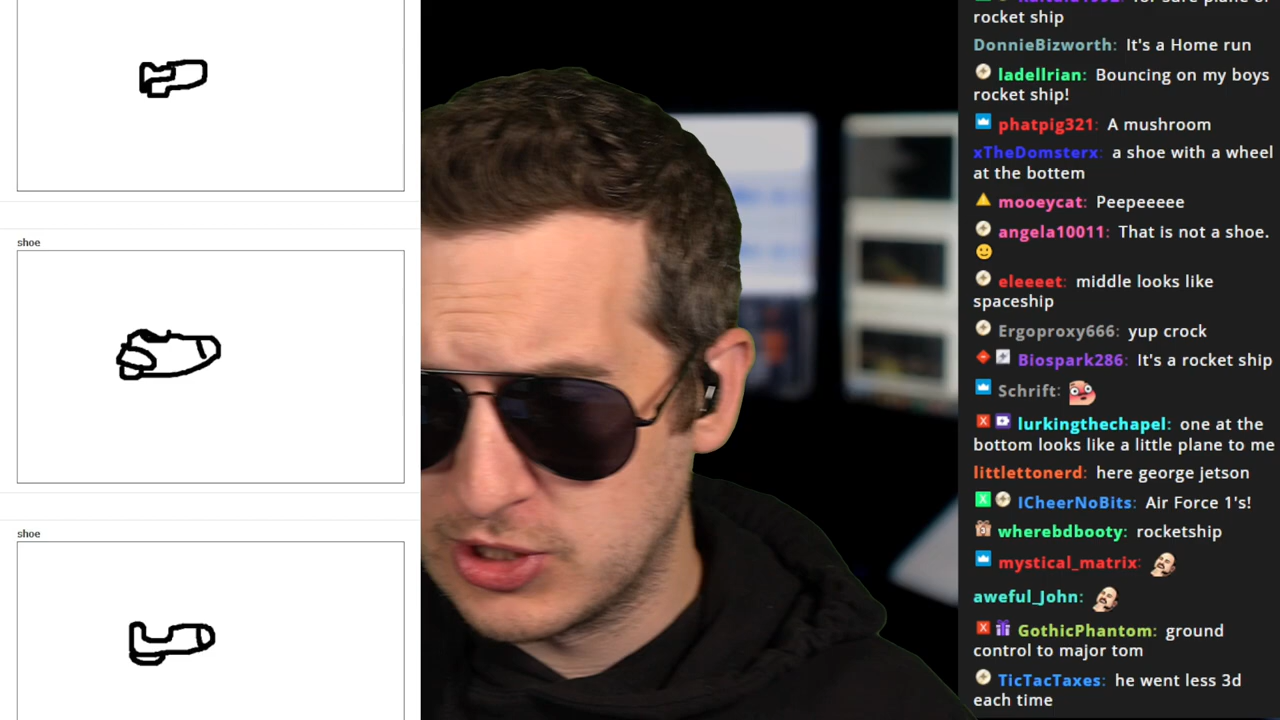 shoe
shoe
rocket ship
DonnieBizworth: It's a Home run
ladellrian: Bouncing on my boys
rocket ship!
phatpig321: A mushroom
xTheDomsterx: a shoe with a wheel
at the bottem
mooeycat: Peepeeeee
angela10011: That is not a shoe.
eleeeet: middle looks like
spaceship
Ergoproxy666: yup crock
Biospark286: It's a rocket ship
Schrift:
lurkingthechapel: one at the
bottom looks like a little plane to me
littlettonerd: here george jetson
ICheerNoBits: Air Force 1's!
wherebdbooty: rocketship
mystical_matrix:
aweful_John:
GothicPhantom: ground
control to major tom
TicTacTaxes: he went less 3d
each time